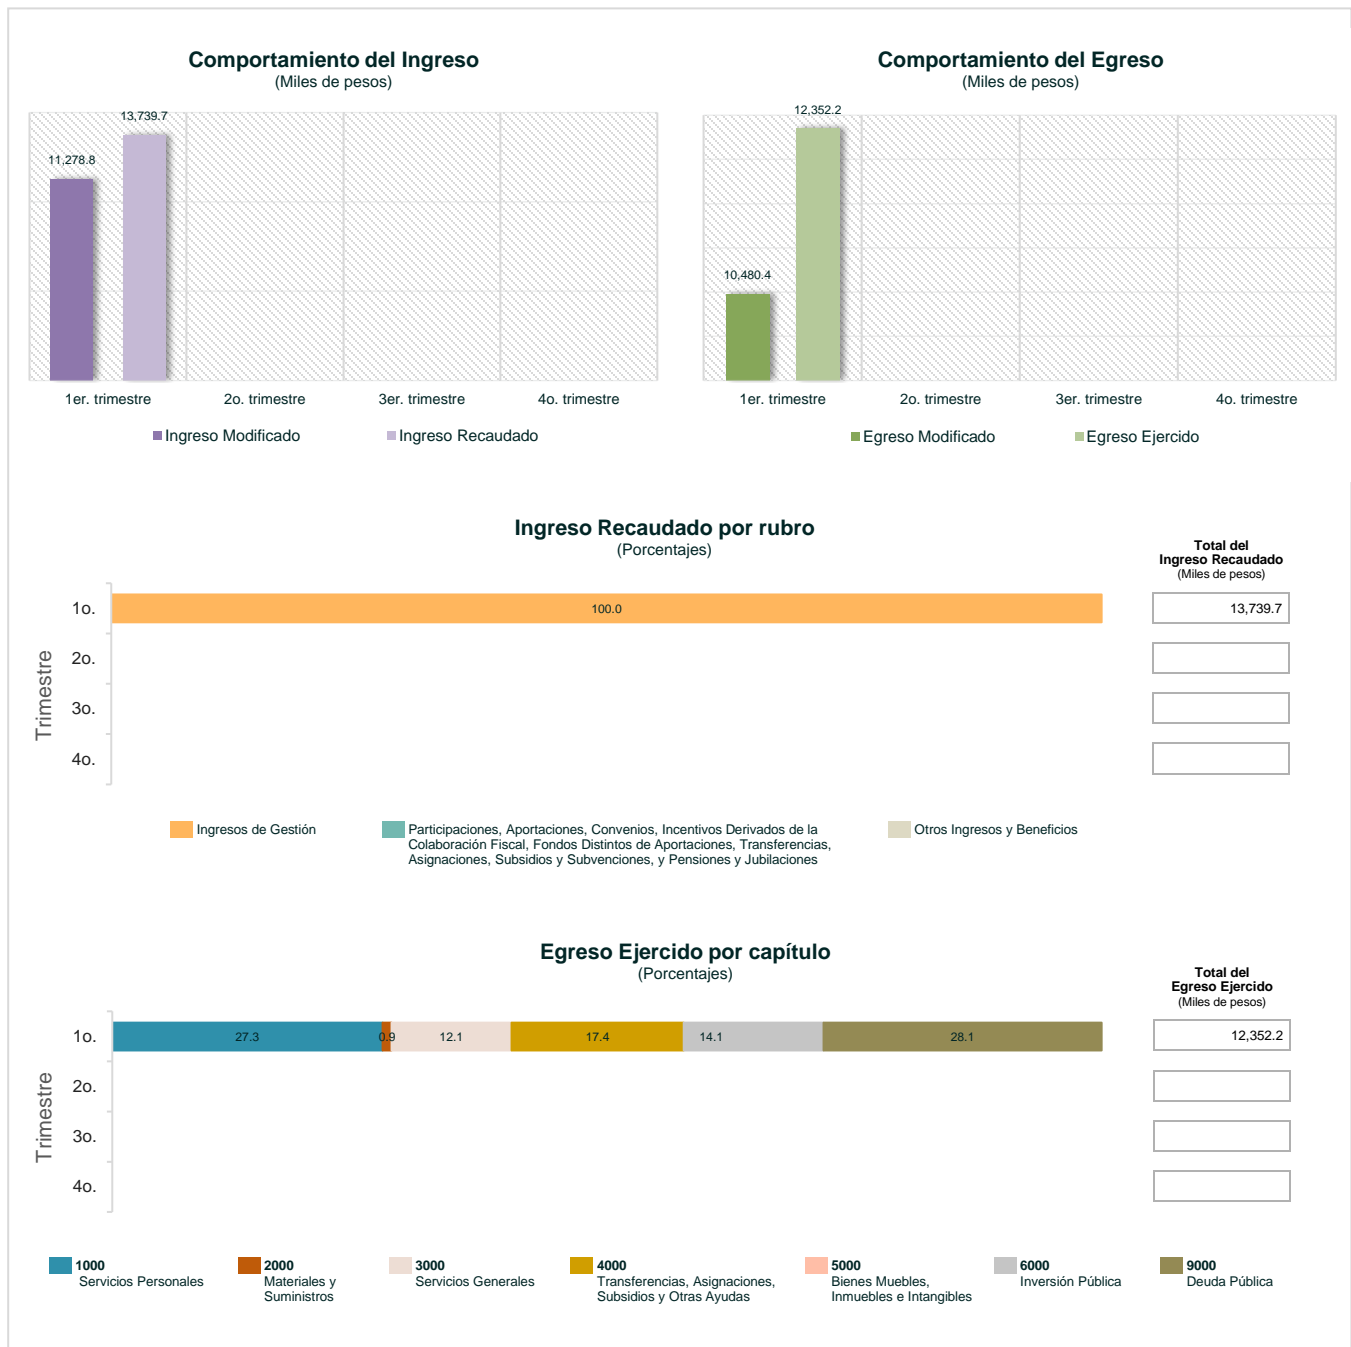 Comportamiento del Ingreso
(Miles de pesos)
13,739.7
11,278.8
1er. trimestre
2o. trimestre
3er. trimestre
4o. trimestre
Ingreso Modificado
Ingreso Recaudado
Comportamiento del Egreso
(Miles de pesos)
12,352.2
10,480.4
1er. trimestre
2o. trimestre
3er. trimestre
4o. trimestre
Egreso Modificado
Egreso Ejercido
Ingreso Recaudado por rubro
(Porcentajes)
Total del
Ingreso Recaudado
(Miles de pesos)
Trimestre
1o.
100.0
13,739.7
2o.
3o.
4o.
Ingresos de Gestión
Participaciones, Aportaciones, Convenios, Incentivos Derivados de la
Colaboración Fiscal, Fondos Distintos de Aportaciones, Transferencias,
Asignaciones, Subsidios y Subvenciones, y Pensiones y Jubilaciones
Otros Ingresos y Beneficios
Egreso Ejercido por capítulo
(Porcentajes)
Total del
Egreso Ejercido
(Miles de pesos)
Trimestre
1o.
27.3
0.9
12.1
17.4
14.1
28.1
12,352.2
2o.
3o.
4o.
1000
Servicios Personales
2000
Materiales y
Suministros
3000
Servicios Generales
4000
Transferencias, Asignaciones,
Subsidios y Otras Ayudas
5000
Bienes Muebles,
Inmuebles e Intangibles
6000
Inversión Pública
9000
Deuda Pública